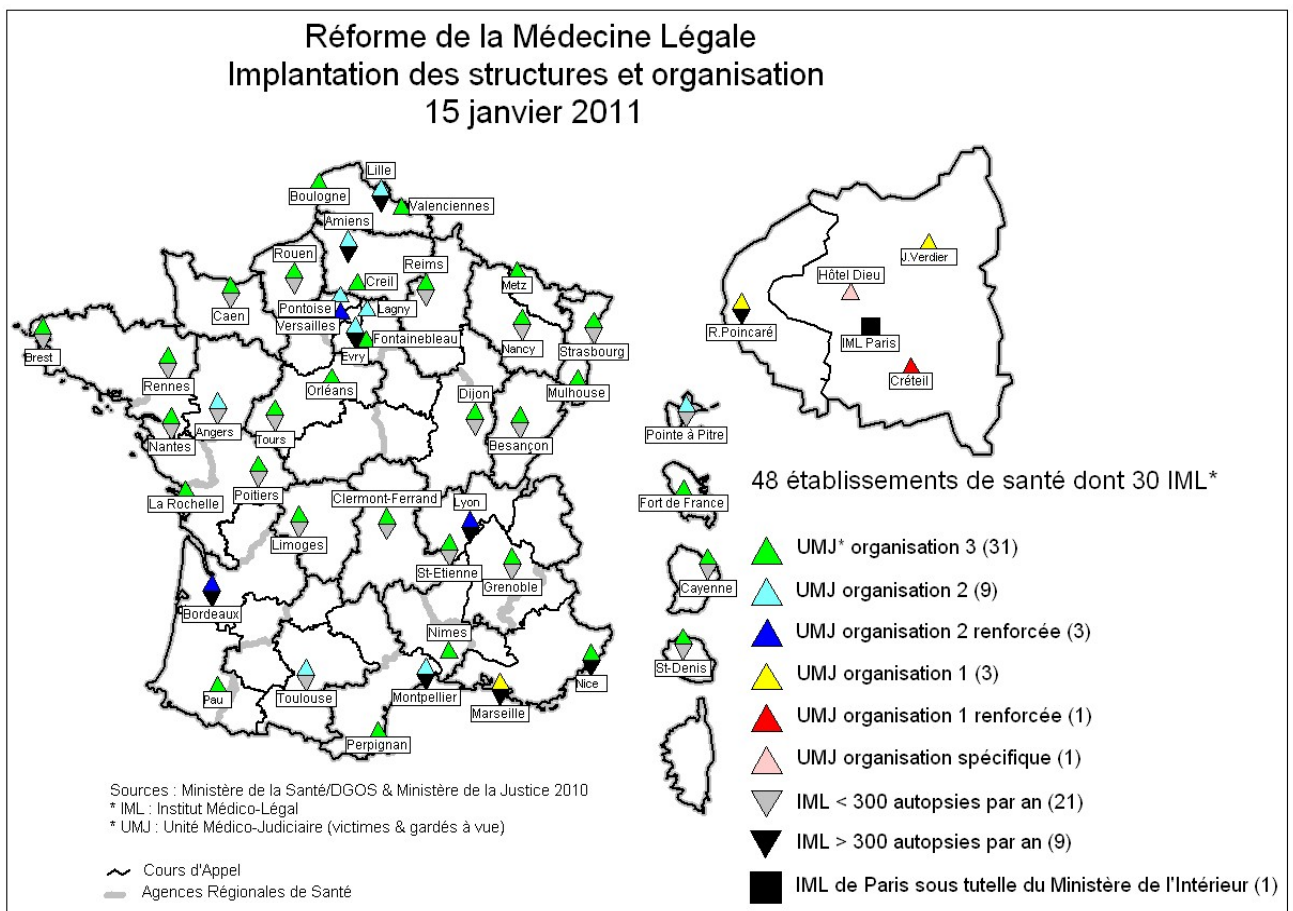 Réforme de la Médecine Légale
Implantation des structures et organisation
15 janvier 2011
Lille
Boulogne
Valenciennes
Amiens
Rouen
Reims
Creil
Metz
Caen
Pontoise
Lagny
Versailles
Fontainebleau
Evry
Nancy
Strasbourg
Brest
Rennes
Orléans
Dijon
Mulhouse
Nantes
Angers
Tours
Besançon
La Rochelle
Poitiers
Clermont-Ferrand
Lyon
Limoges
St-Etienne
Grenoble
Bordeaux
Nimes
Pau
Toulouse
Montpellier
Marseille
Nice
Perpignan
J.Verdier
Hôtel Dieu
R.Poincaré
IML Paris
Créteil
Pointe à Pitre
Fort de France
Cayenne
St-Denis
48 établissements de santé dont 30 IML*
UMJ* organisation 3 (31)
UMJ organisation 2 (9)
UMJ organisation 2 renforcée (3)
UMJ organisation 1 (3)
UMJ organisation 1 renforcée (1)
UMJ organisation spécifique (1)
IML < 300 autopsies par an (21)
IML > 300 autopsies par an (9)
IML de Paris sous tutelle du Ministère de l'Intérieur (1)
Sources : Ministère de la Santé/DGOS & Ministère de la Justice 2010
* IML : Institut Médico-Légal
* UMJ : Unité Médico-Judiciaire (victimes & gardés à vue)
Cours d'Appel
Agences Régionales de Santé